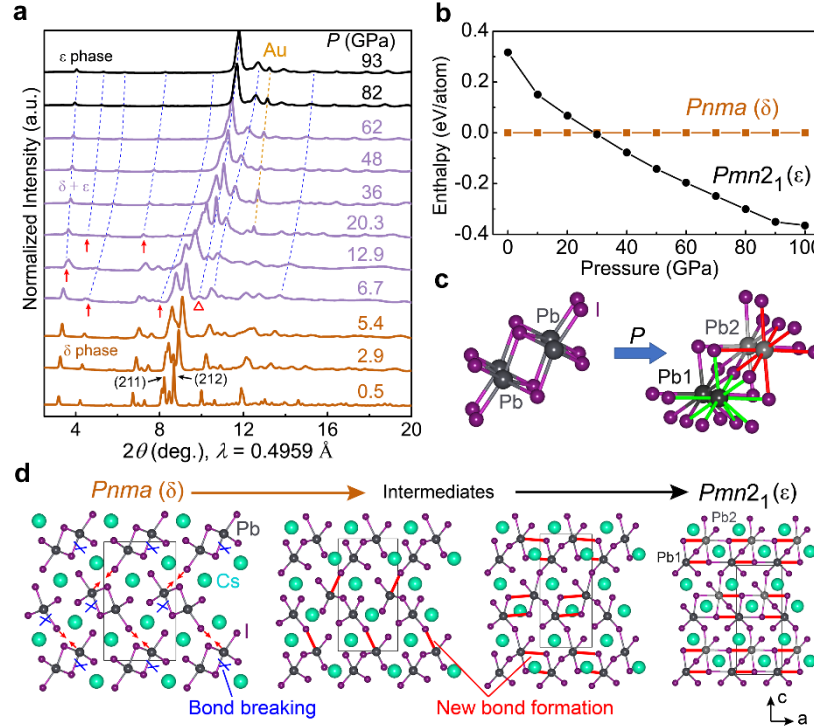 a
P (GPa)
ε phase
Au
93
82
62
48
δ + ε
36
20.3
12.9
6.7
5.4
δ phase
2.9
(211)
(212)
0.5
Normalized Intensity (a.u.)
4 8 12 16 20
2θ (deg.), λ = 0.4959 Å
b
0.4
0.2
0.0
-0.2
-0.4
Enthalpy (eV/atom)
Pnma (δ)
Pmn2₁(ε)
0 20 40 60 80 100
Pressure (GPa)
c
Pb
I
Pb
P
Pb2
Pb1
d
Pnma (δ)
Intermediates
Pmn2₁(ε)
Pb
Cs
I
Pb2
Pb1
Bond breaking
New bond formation
c
a